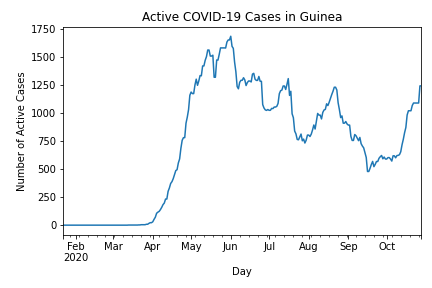 Active COVID-19 Cases in Guinea
Number of Active Cases
1750
1500
1250
1000
750
500
250
0
Feb Mar Apr May Jun Jul Aug Sep Oct
2020
Day